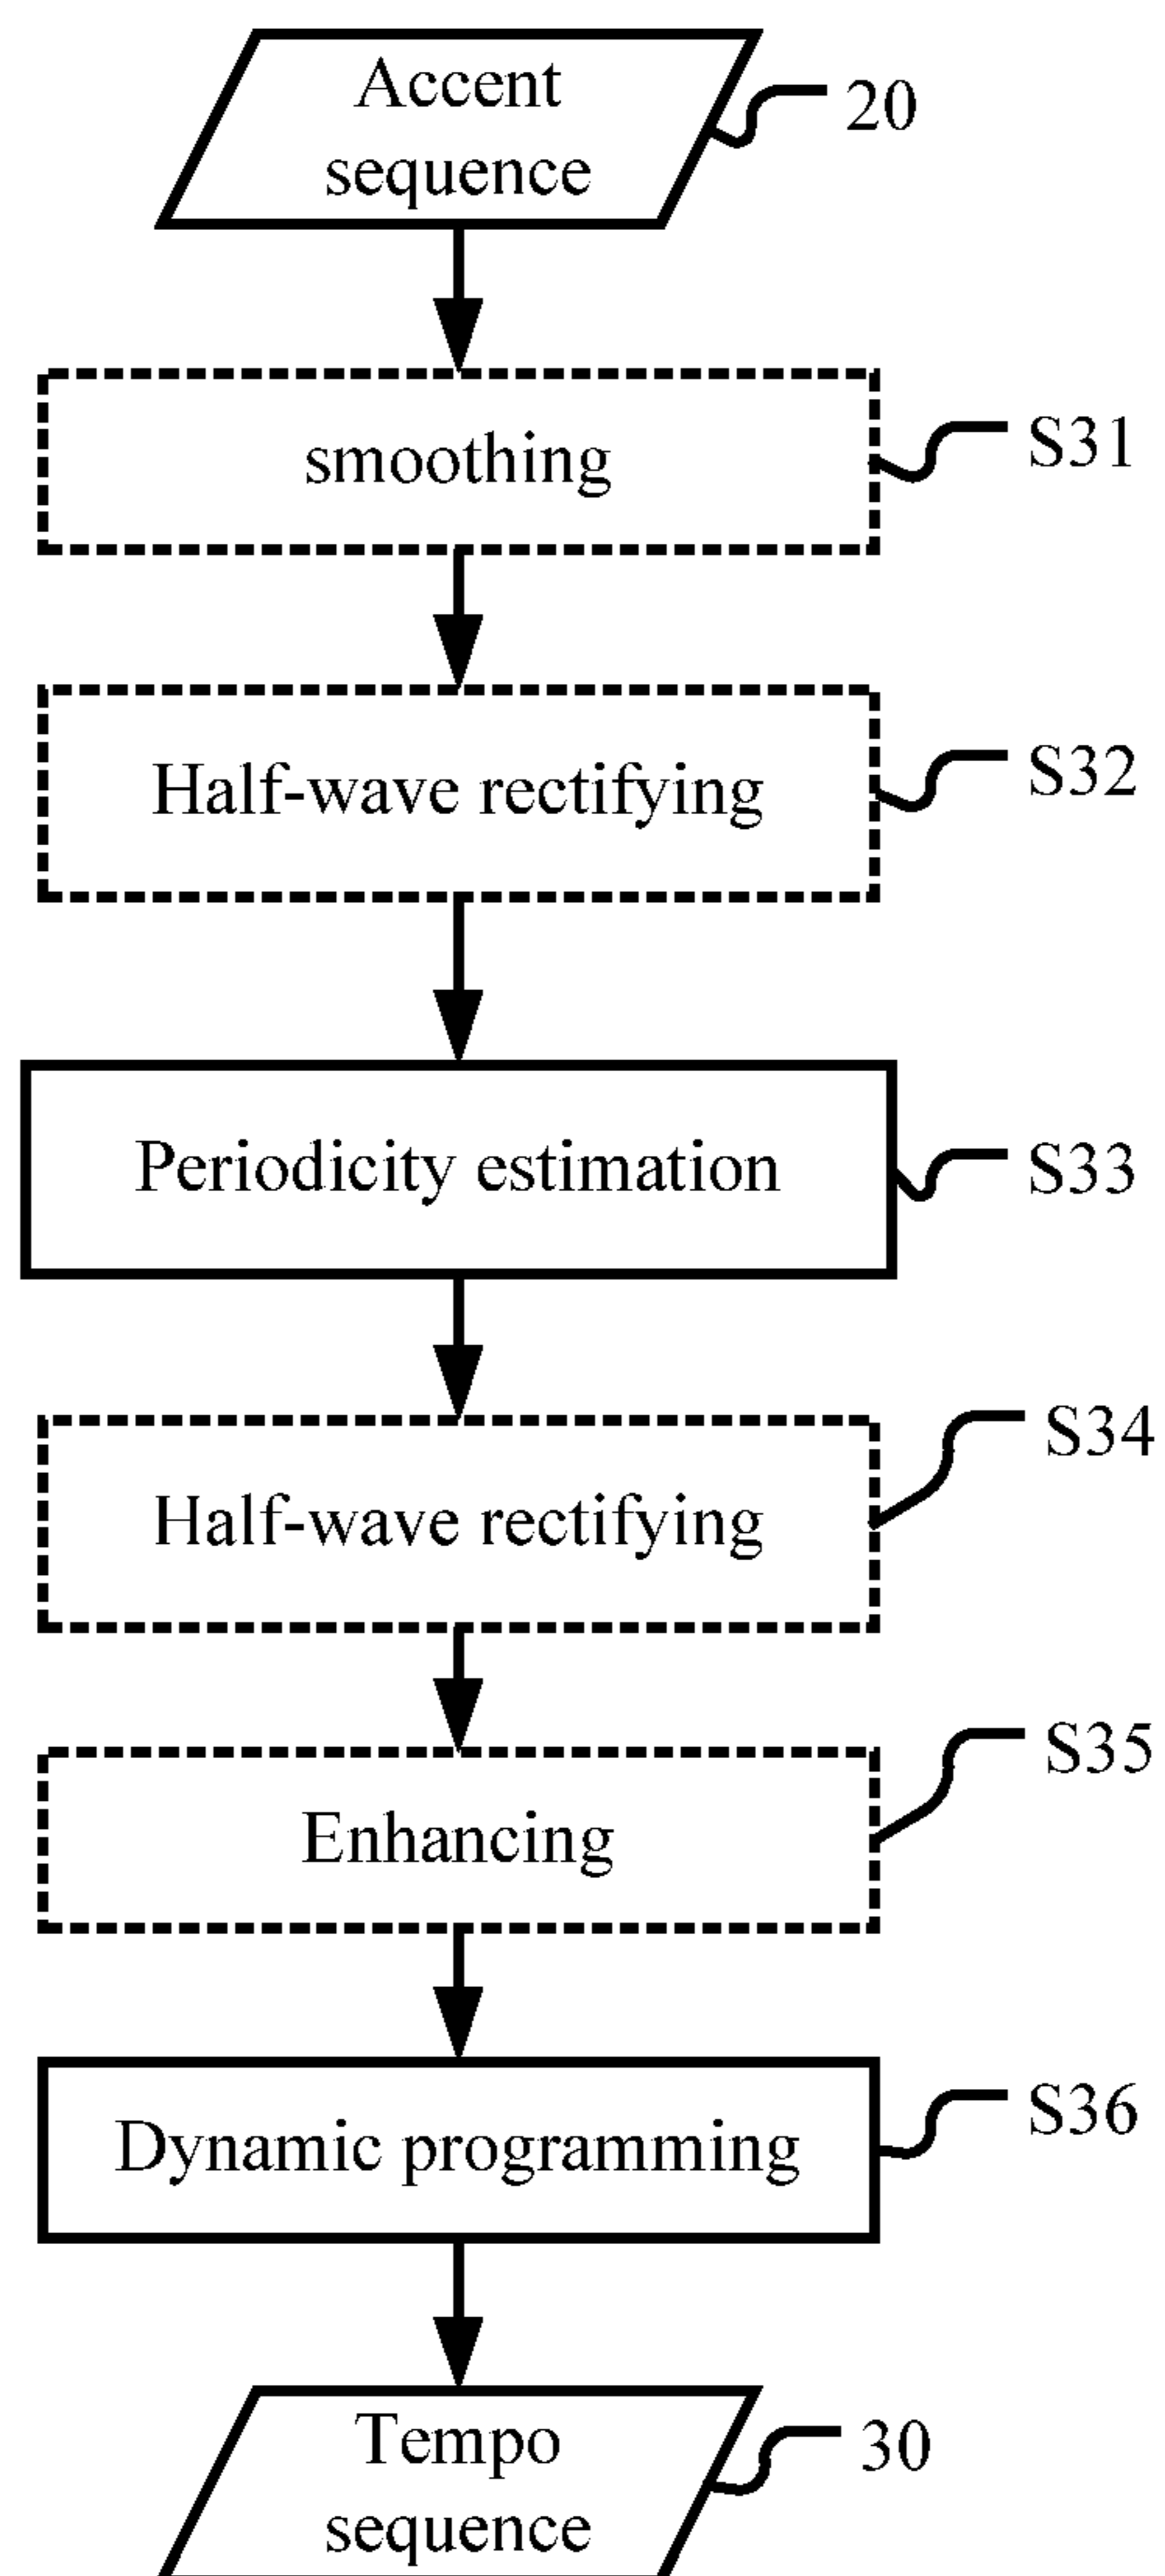 Accent
sequence
20
smoothing
S31
Half-wave rectifying
S32
Periodicity estimation
S33
Half-wave rectifying
S34
Enhancing
S35
Dynamic programming
S36
Tempo
sequence
30